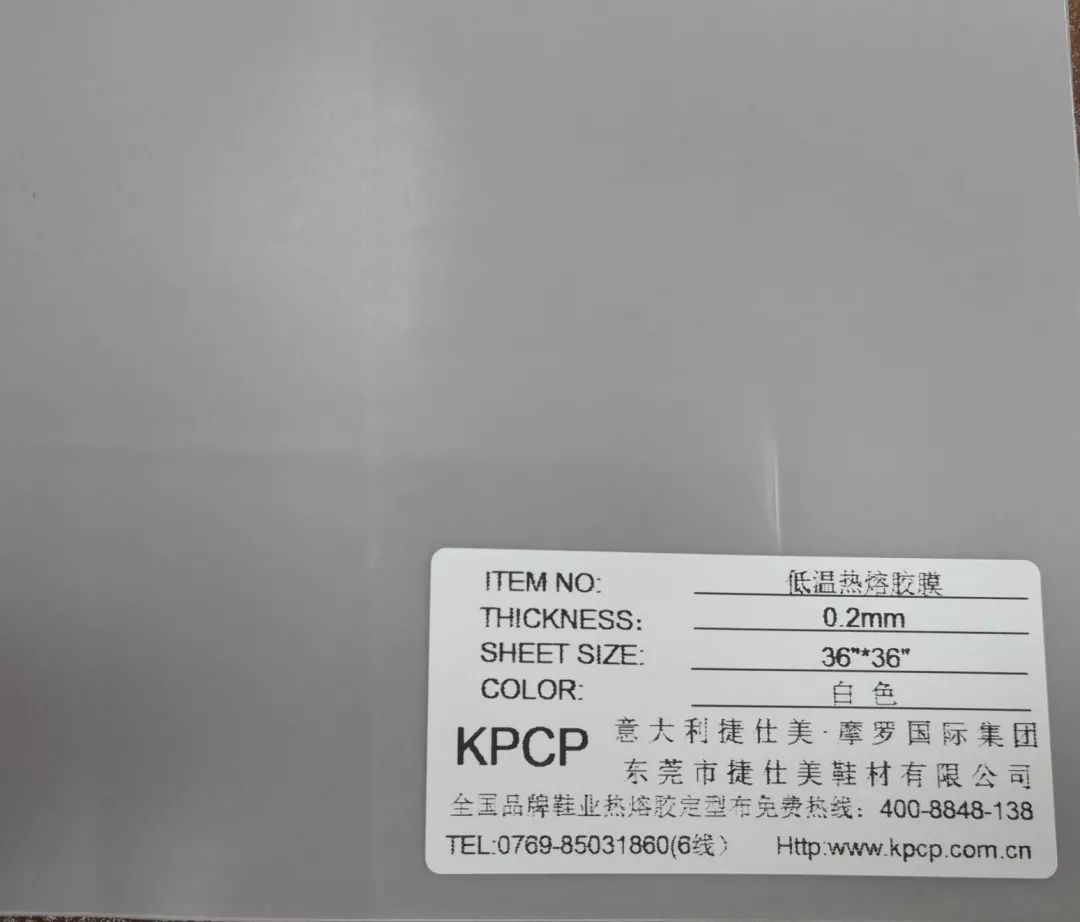 ITEM NO: 低温热熔胶膜
THICKNESS: 0.2mm
SHEET SIZE: 36"*36"
COLOR: 白 色
KPCP 意大利捷仕美·摩罗国际集团
东莞市捷仕美鞋材有限公司
全国品牌鞋业热熔胶定型布免费热线：400-8848-138
TEL:0769-85031860(6线） Http:www.kpcp.com.cn